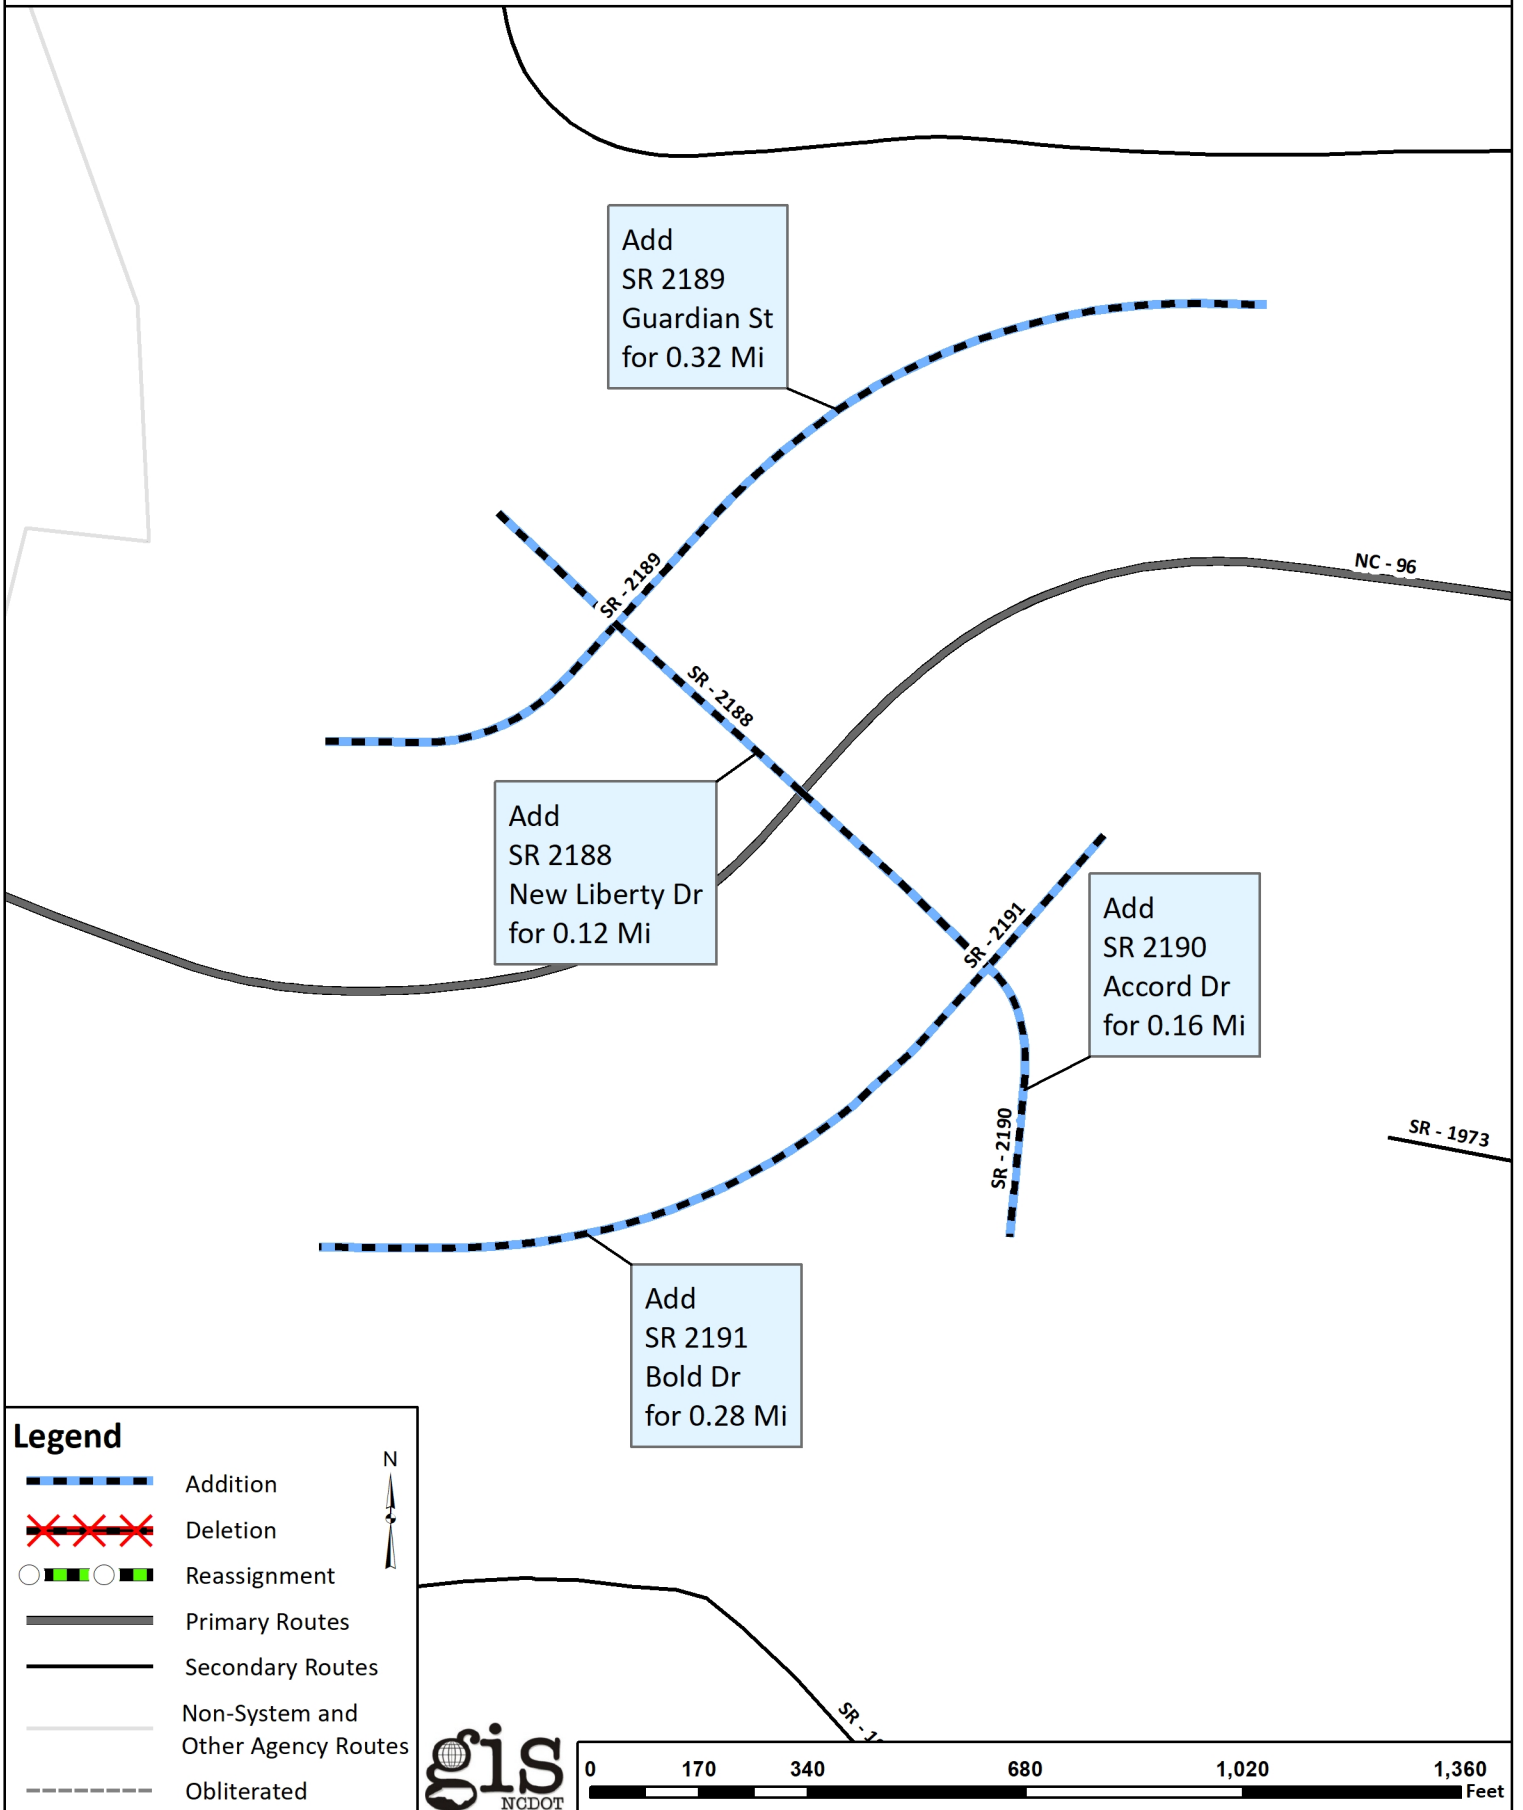 Add
SR 2189
Guardian St
for 0.32 Mi
SR - 2189
NC - 96
SR - 2188
Add
SR 2188
New Liberty Dr
for 0.12 Mi
SR - 2191
Add
SR 2190
Accord Dr
for 0.16 Mi
SR - 2190
SR - 1973
Add
SR 2191
Bold Dr
for 0.28 Mi
Legend
N
Addition
Deletion
Reassignment
Primary Routes
Secondary Routes
Non-System and
Other Agency Routes
Obliterated
SR -
gis
NCDOT
0 170 340 680 1,020 1,360
Feet